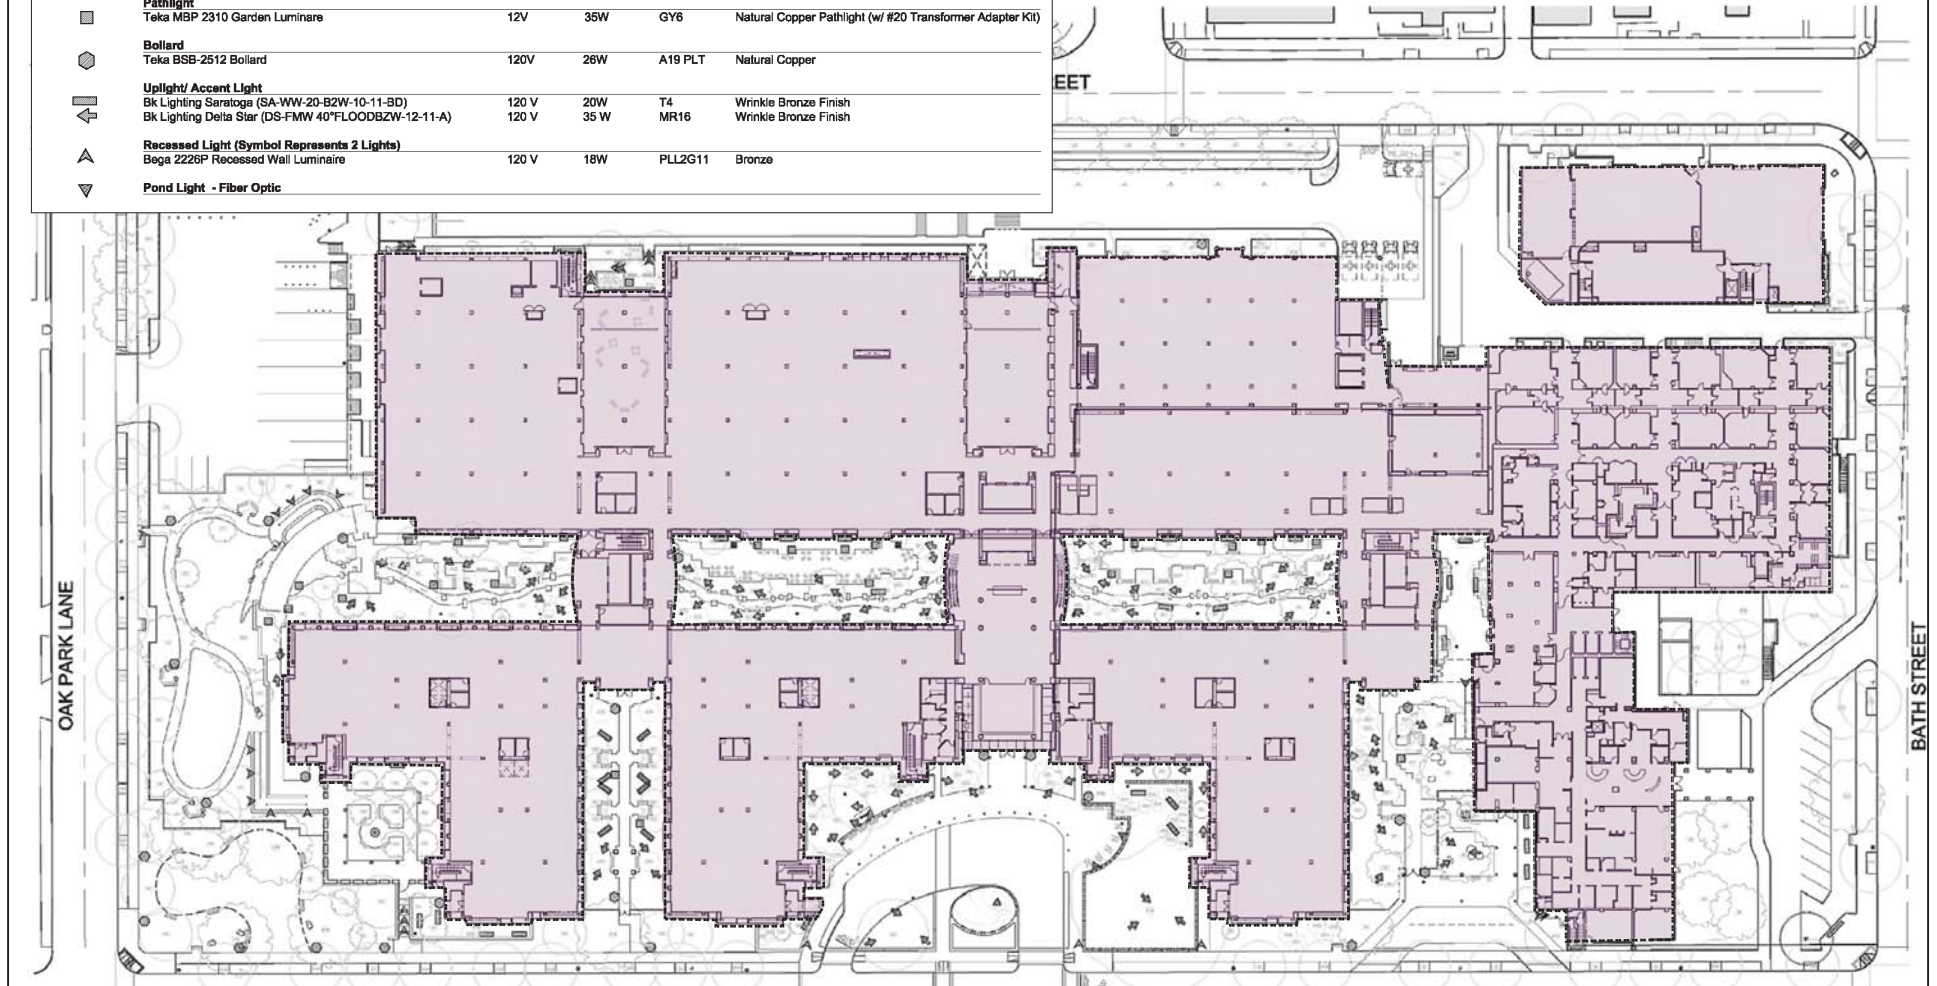 Pathlight
Teka MBP 2310 Garden Luminare 12V 35W GY6 Natural Copper Pathlight (w/ #20 Transformer Adapter Kit)
Bollard
Teka BSB-2512 Bollard 120V 26W A19 PLT Natural Copper
Uplight/ Accent Light
Bk Lighting Saratoga (SA-WW-20-B2W-10-11-BD) 120 V 20W T4 Wrinkle Bronze Finish
Bk Lighting Delta Star (DS-FMW 40°FLOODBZW-12-11-A) 120 V 35 W MR16 Wrinkle Bronze Finish
Recessed Light (Symbol Represents 2 Lights)
Bega 2226P Recessed Wall Luminaire 120 V 18W PLL2G11 Bronze
Pond Light - Fiber Optic
EET
OAK PARK LANE
BATH STREET